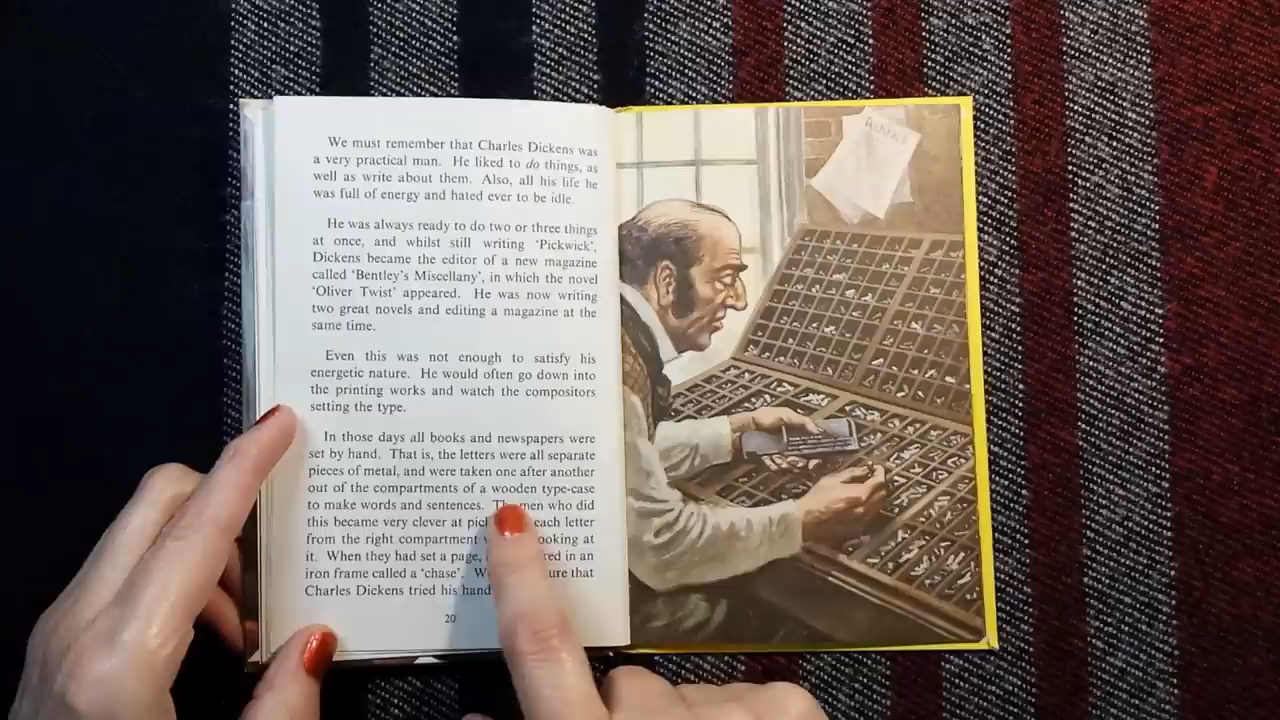 We must remember that Charles Dickens was
a very practical man. He liked to do things, as
well as write about them. Also, all his life he
was full of energy and hated ever to be idle.
He was always ready to do two or three things
at once, and whilst still writing 'Pickwick',
Dickens became the editor of a new magazine
called 'Bentley's Miscellany', in which the novel
'Oliver Twist' appeared. He was now writing
two great novels and editing a magazine at the
same time.
Even this was not enough to satisfy his
energetic nature. He would often go down into
the printing works and watch the compositors
setting the type.
In those days all books and newspapers were
set by hand. That is, the letters were all separate
pieces of metal, and were taken one after another
out of the compartments of a wooden type-case
to make words and sentences. The men who did
this became very clever at each letter
from the right compartment looking at
it. When they had set a page, in an
iron frame called a 'chase'. that
Charles Dickens tried his hand
20